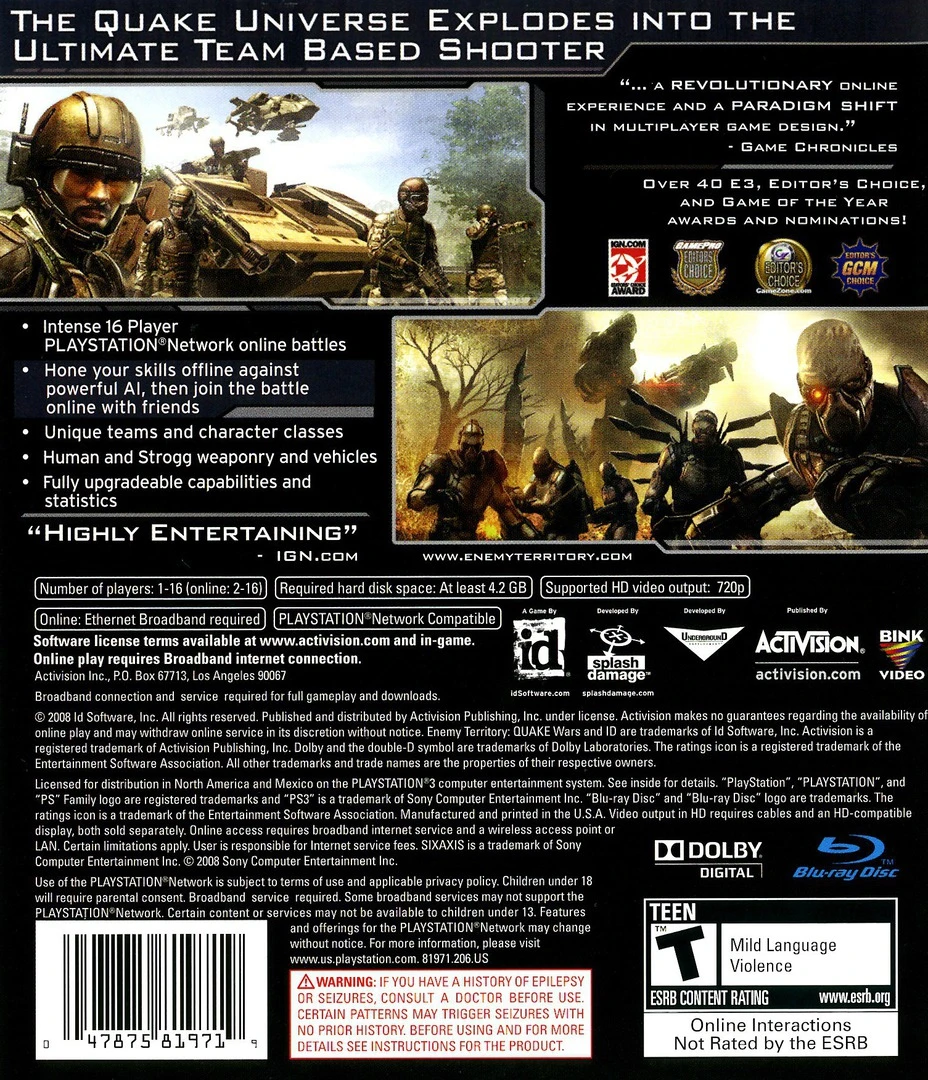 THE QUAKE UNIVERSE EXPLODES INTO THE
ULTIMATE TEAM BASED SHOOTER
"... A REVOLUTIONARY ONLINE
EXPERIENCE AND A PARADIGM SHIFT
IN MULTIPLAYER GAME DESIGN."
- GAME CHRONICLES
OVER 40 E3, EDITOR'S CHOICE,
AND GAME OF THE YEAR
AWARDS AND NOMINATIONS!
IGN.COM
EDITORS' CHOICE
AWARD
GAMEPRO
EDITORS'
CHOICE
GZ
EDITOR'S
CHOICE
GameZone.com
EDITOR'S
GCM
CHOICE
• Intense 16 Player
PLAYSTATION®Network online battles
• Hone your skills offline against
powerful AI, then join the battle
online with friends
• Unique teams and character classes
• Human and Strogg weaponry and vehicles
• Fully upgradeable capabilities and
statistics
"HIGHLY ENTERTAINING"
- IGN.COM
WWW.ENEMYTERRITORY.COM
Number of players: 1-16 (online: 2-16)
Required hard disk space: At least 4.2 GB
Supported HD video output: 720p
Online: Ethernet Broadband required
PLAYSTATION®Network Compatible
Software license terms available at www.activision.com and in-game.
Online play requires Broadband internet connection.
Activision Inc., P.O. Box 67713, Los Angeles 90067
Broadband connection and service required for full gameplay and downloads.
A Game By
id
idSoftware.com
Developed By
splash
damage™
splashdamage.com
Developed By
UNDERGROUND
DEVELOPMENT
Published By
ACTIVISION®
activision.com
BINK
VIDEO
© 2008 Id Software, Inc. All rights reserved. Published and distributed by Activision Publishing, Inc. under license. Activision makes no guarantees regarding the availability of
online play and may withdraw online service in its discretion without notice. Enemy Territory: QUAKE Wars and ID are trademarks of Id Software, Inc. Activision is a
registered trademark of Activision Publishing, Inc. Dolby and the double-D symbol are trademarks of Dolby Laboratories. The ratings icon is a registered trademark of the
Entertainment Software Association. All other trademarks and trade names are the properties of their respective owners.
Licensed for distribution in North America and Mexico on the PLAYSTATION®3 computer entertainment system. See inside for details. "PlayStation", "PLAYSTATION", and
"PS" Family logo are registered trademarks and "PS3" is a trademark of Sony Computer Entertainment Inc. "Blu-ray Disc" and "Blu-ray Disc" logo are trademarks. The
ratings icon is a trademark of the Entertainment Software Association. Manufactured and printed in the U.S.A. Video output in HD requires cables and an HD-compatible
display, both sold separately. Online access requires broadband internet service and a wireless access point or
LAN. Certain limitations apply. User is responsible for Internet service fees. SIXAXIS is a trademark of Sony
Computer Entertainment Inc. © 2008 Sony Computer Entertainment Inc.
DOLBY
DIGITAL
Blu-ray Disc™
Use of the PLAYSTATION®Network is subject to terms of use and applicable privacy policy. Children under 18
will require parental consent. Broadband service required. Some broadband services may not support the
PLAYSTATION®Network. Certain content or services may not be available to children under 13. Features
and offerings for the PLAYSTATION®Network may change
without notice. For more information, please visit
www.us.playstation.com. 81971.206.US
0 47875 81971 9
WARNING: IF YOU HAVE A HISTORY OF EPILEPSY
OR SEIZURES, CONSULT A DOCTOR BEFORE USE.
CERTAIN PATTERNS MAY TRIGGER SEIZURES WITH
NO PRIOR HISTORY. BEFORE USING AND FOR MORE
DETAILS SEE INSTRUCTIONS FOR THE PRODUCT.
TEEN
T™
Mild Language
Violence
ESRB CONTENT RATING www.esrb.org
Online Interactions
Not Rated by the ESRB